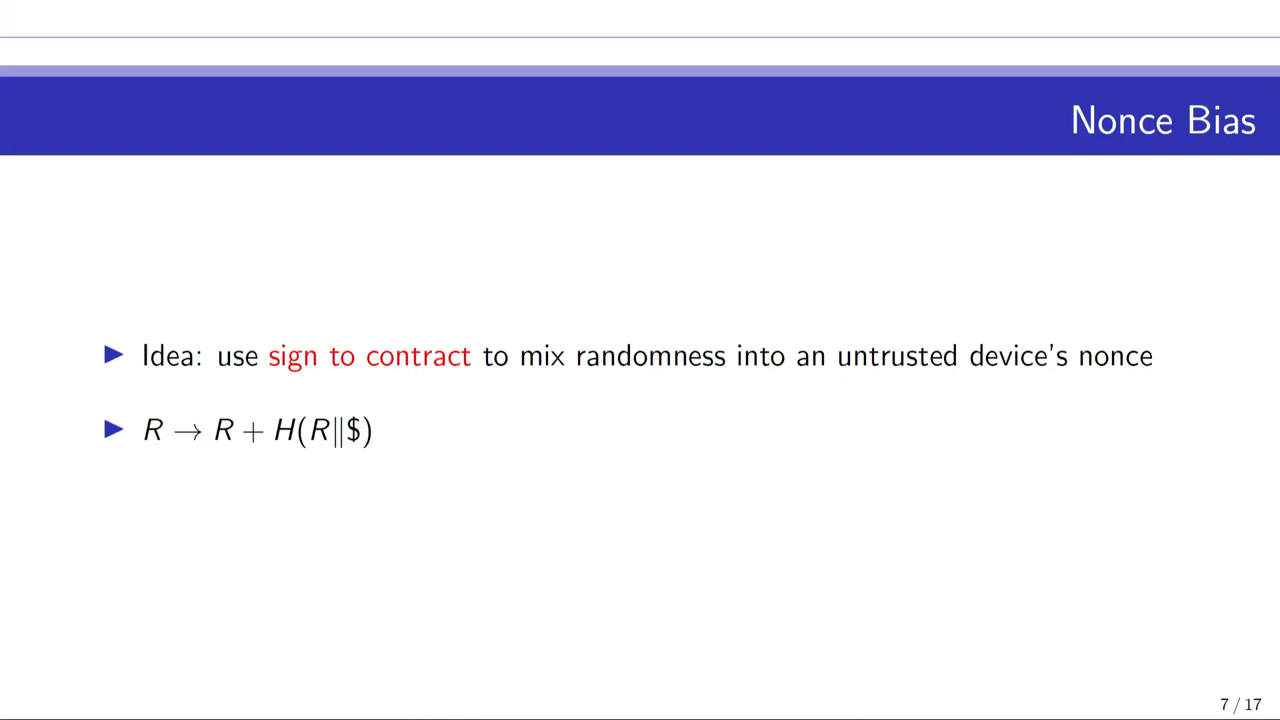 Nonce Bias
▶ Idea: use sign to contract to mix randomness into an untrusted device's nonce
▶ R → R + H(R‖$)
7 / 17